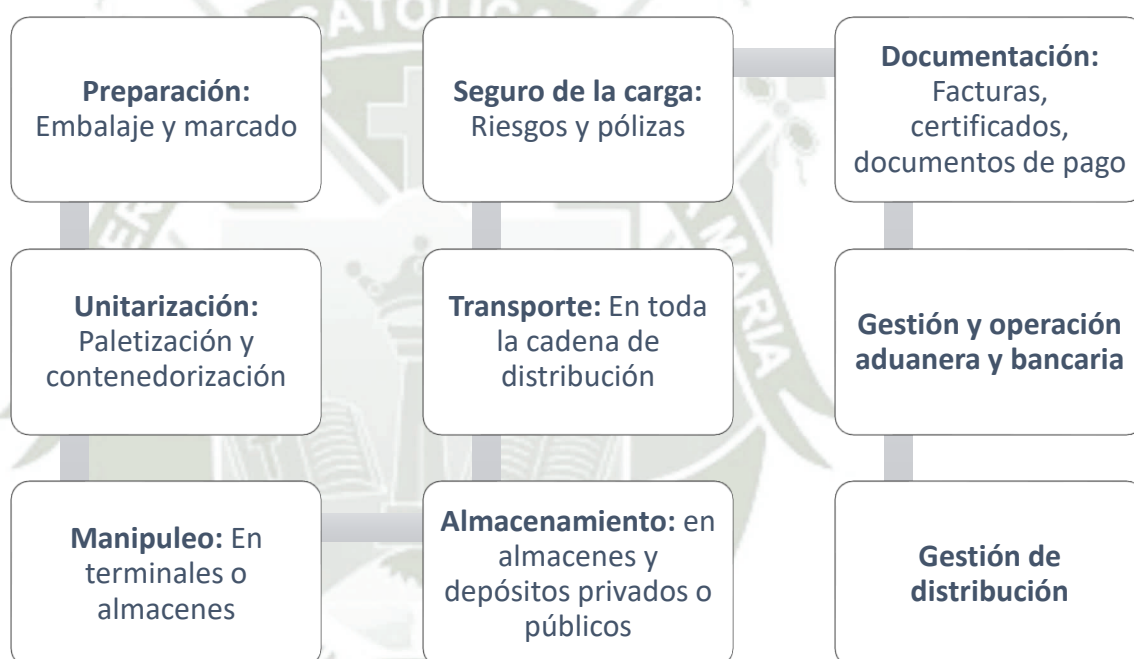 Preparación:
Embalaje y marcado
Unitarización:
Paletización y
contenedorización
Manipuleo: En
terminales o
almacenes
Almacenamiento: en
almacenes y
depósitos privados o
públicos
Transporte: En toda
la cadena de
distribución
Seguro de la carga:
Riesgos y pólizas
Documentación:
Facturas,
certificados,
documentos de pago
Gestión y operación
aduanera y bancaria
Gestión de
distribución